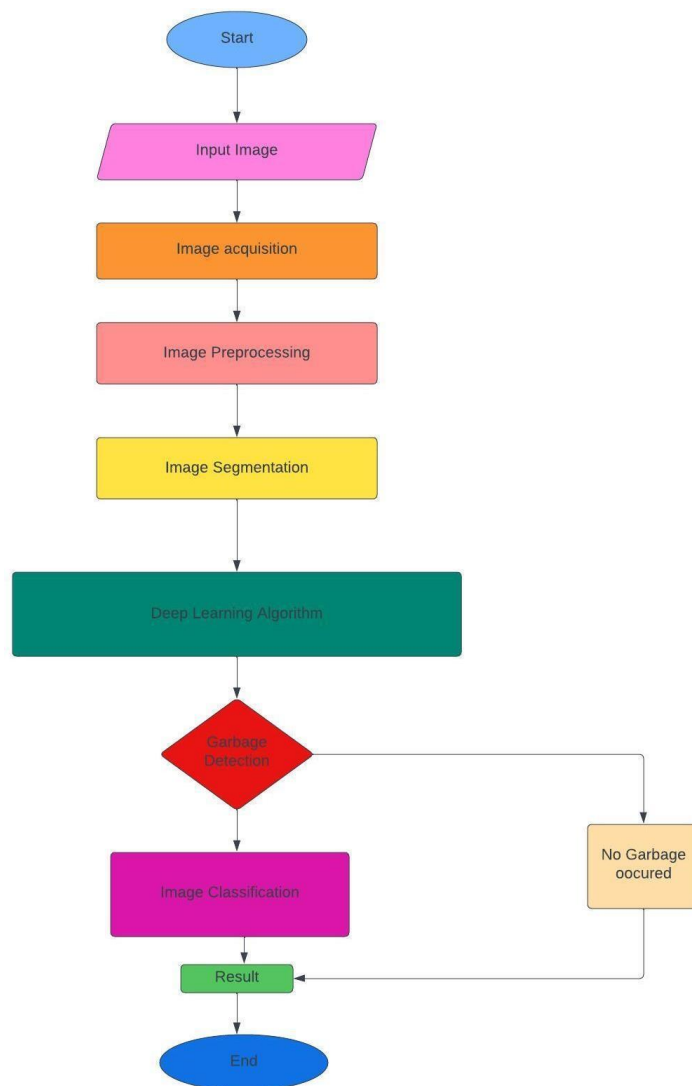 Start
Input Image
Image acquisition
Image Preprocessing
Image Segmentation
Deep Learning Algorithm
Garbage
Detection
No Garbage
oocured
Image Classification
Result
End